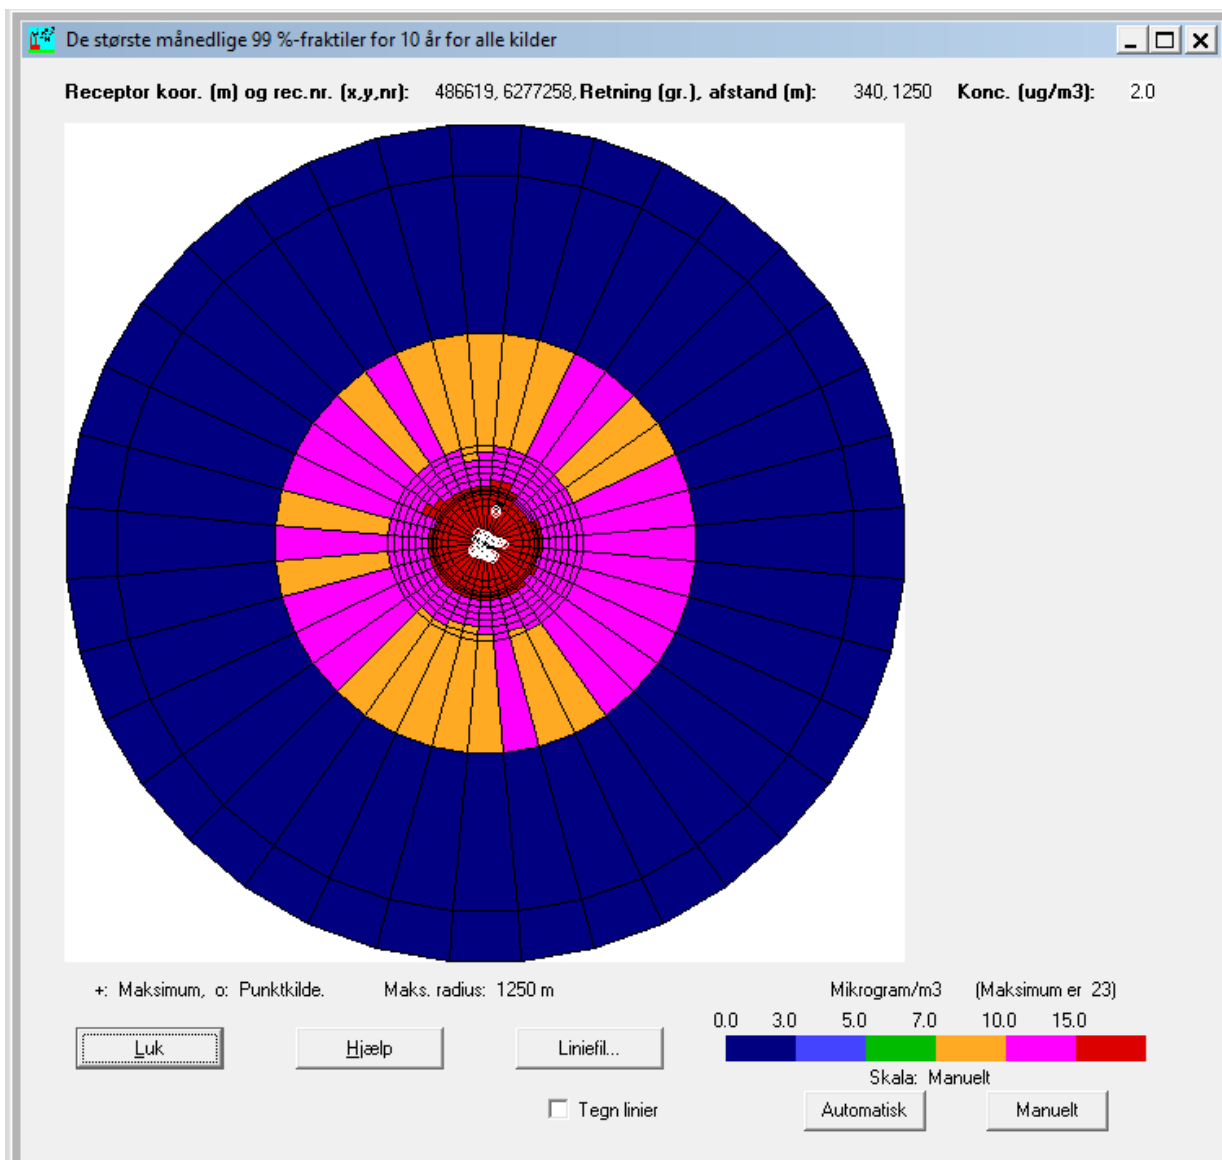 De største månedlige 99 %-fraktiler for 10 år for alle kilder
Receptor koor. (m) og rec.nr. (x,y,nr): 486619, 6277258, Retning (gr.), afstand (m): 340, 1250 Konc. (ug/m3): 2.0
+: Maksimum, o: Punktkilde. Maks. radius: 1250 m Mikrogram/m3 (Maksimum er 23)
0.0 3.0 5.0 7.0 10.0 15.0
Luk Hjælp Liniefil...
Skala: Manuelt
Tegn linier Automatisk Manuelt